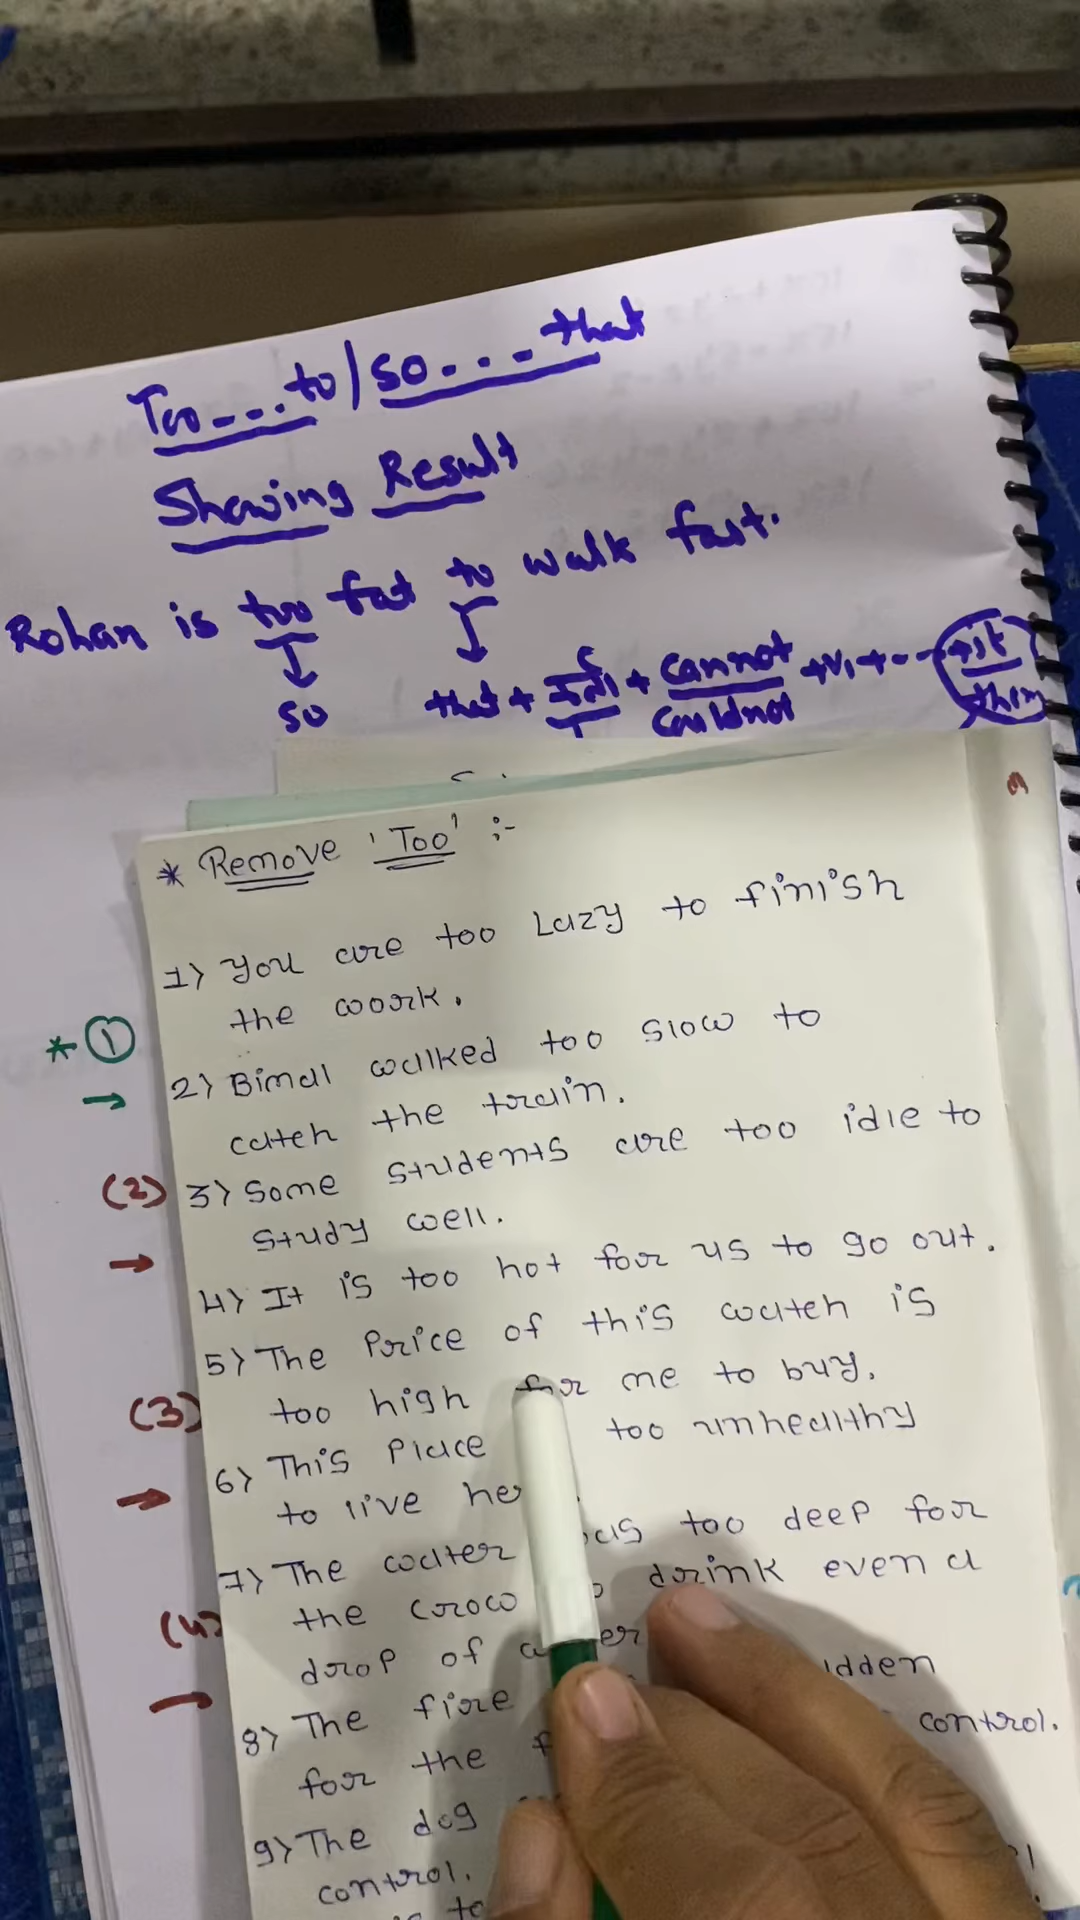 Too...to/so...that
Showing Result
Rohan is too fat to walk fast.
so that + + cannot + V1 + --- + it
couldnot them
* Remove 'Too' :-
1) You are too Lazy to finish
the work.
* ①
2) Bimal walked too slow to
→
catch the train.
(2) 3) Some students are too idle to
study well.
→
4) It is too hot for us to go out.
5) The Price of this watch is
(3) too high for me to buy.
6) This Place too unhealthy
→ to live
7) The water too deep for
the crow drink even a
(4)
drop of
→
8) The fire
for the control.
9) The dog
control.
to